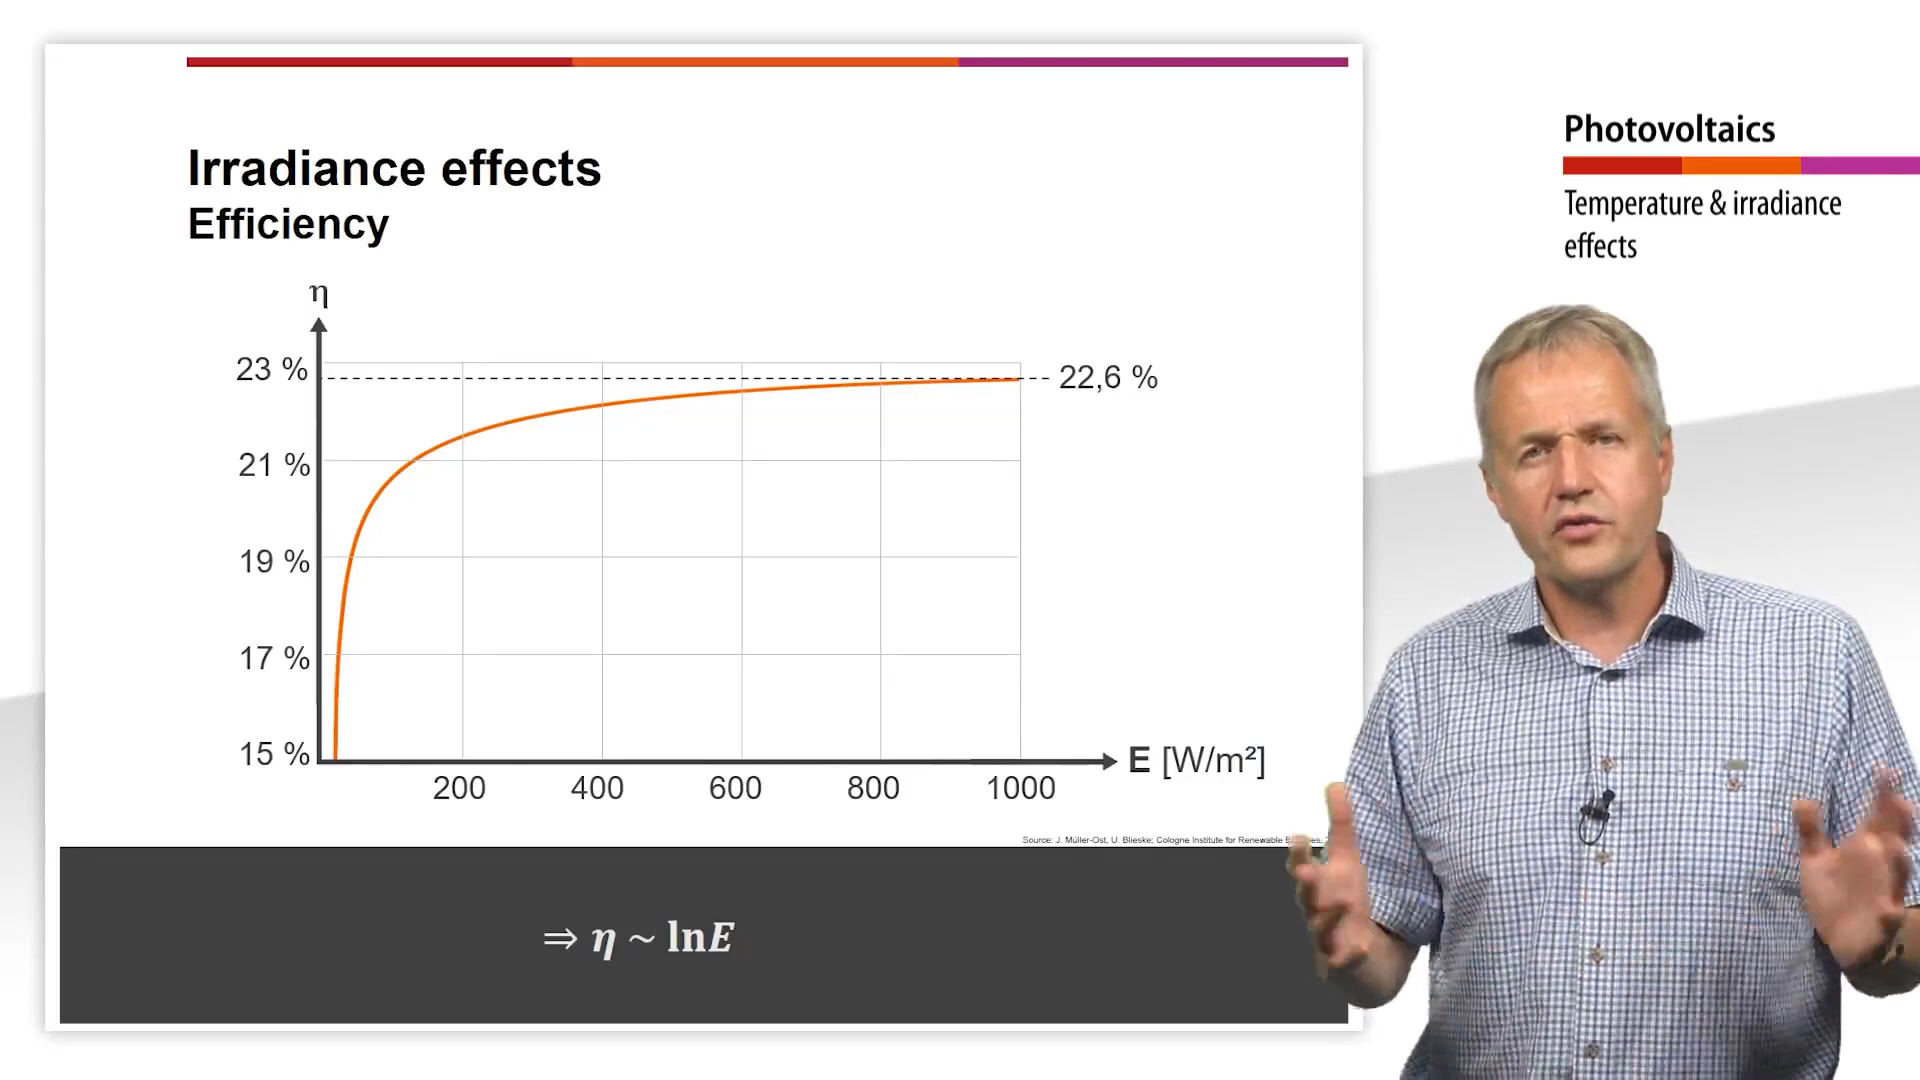 Irradiance effects
Efficiency
η
23 %
22,6 %
21 %
19 %
17 %
15 %
E [W/m²]
200 400 600 800 1000
Source: J. Müller-Ost, U. Blieske; Cologne Institute for Renewable
⇒ η ~ lnE
Photovoltaics
Temperature & irradiance
effects